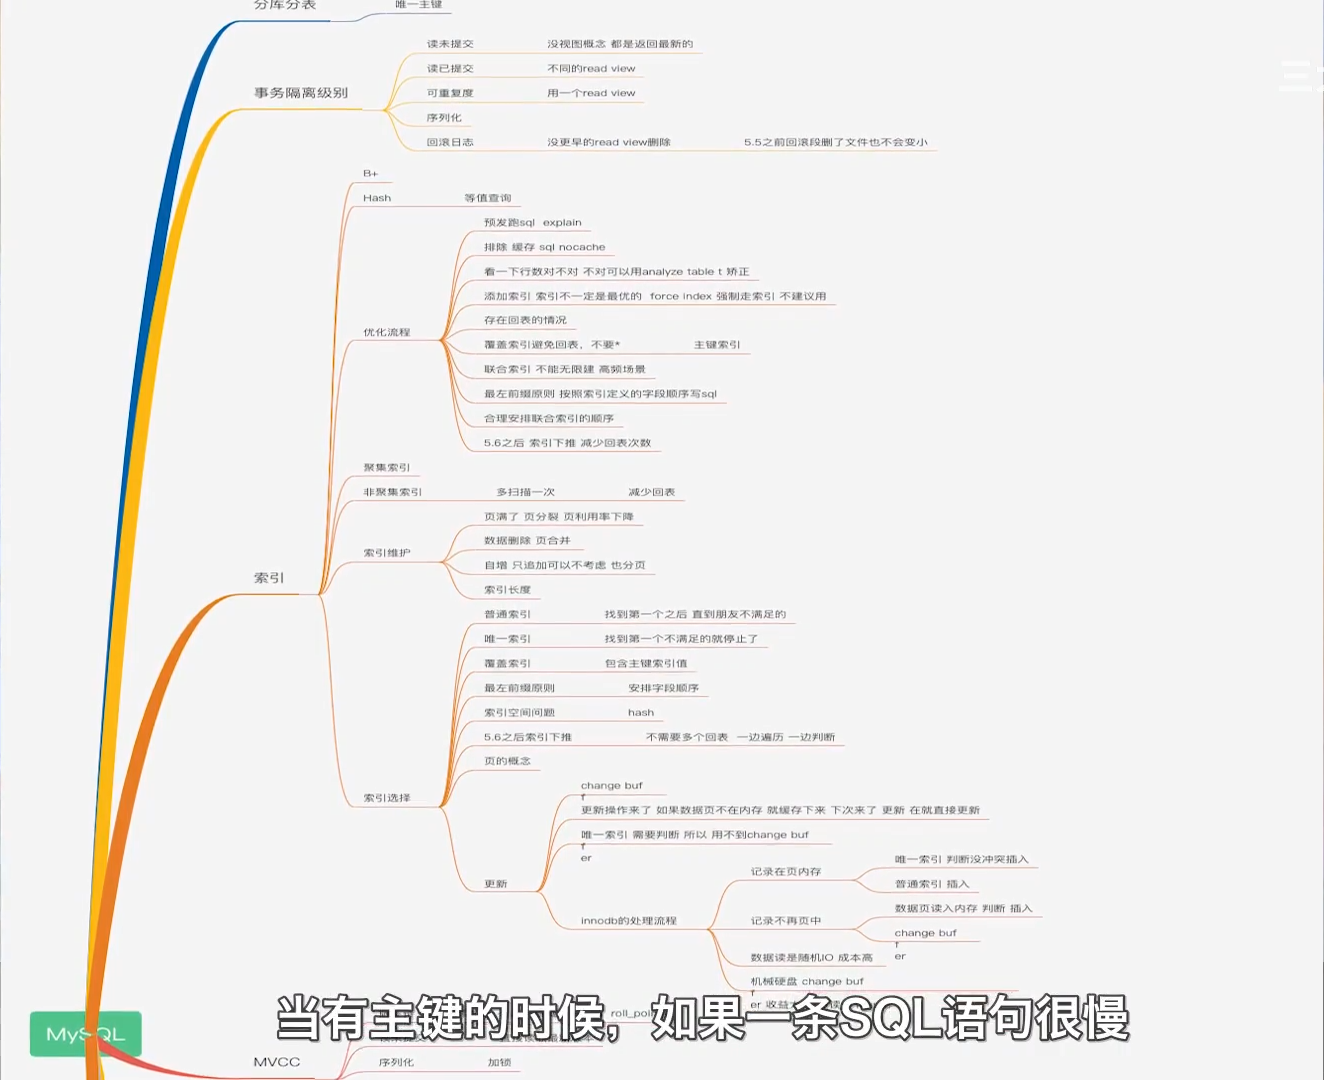 分库分表
唯一主键
事务隔离级别
读未提交 没视图概念 都是返回最新的
读已提交 不同的read view
可重复度 用一个read view
序列化
回滚日志 没更早的read view删除 5.5之前回滚段删了文件也不会变小
索引
B+
Hash 等值查询
优化流程
预发跑sql explain
排除 缓存 sql nocache
看一下行数对不对 不对可以用analyze table t 矫正
添加索引 索引不一定是最优的 force index 强制走索引 不建议用
存在回表的情况
覆盖索引避免回表，不要* 主键索引
联合索引 不能无限建 高频场景
最左前缀原则 按照索引定义的字段顺序写sql
合理安排联合索引的顺序
5.6之后 索引下推 减少回表次数
聚集索引
非聚集索引 多扫描一次 减少回表
索引维护
页满了 页分裂 页利用率下降
数据删除 页合并
自增 只追加可以不考虑 也分页
索引长度
索引选择
普通索引 找到第一个之后 直到朋友不满足的
唯一索引 找到第一个不满足的就停止了
覆盖索引 包含主键索引值
最左前缀原则 安排字段顺序
索引空间问题 hash
5.6之后索引下推 不需要多个回表 一边遍历 一边判断
页的概念
更新
change buf
f
更新操作来了 如果数据页不在内存 就缓存下来 下次来了 更新 在就直接更新
唯一索引 需要判断 所以 用不到change buf
f
er
innodb的处理流程
记录在页内存
唯一索引 判断没冲突插入
普通索引 插入
记录不再页中
数据页读入内存 判断 插入
change buf
f
er
数据读是随机IO 成本高
机械硬盘 change buf
er 收益
MySQL
MVCC
序列化 加锁
当有主键的时候，如果一条SQL语句很慢